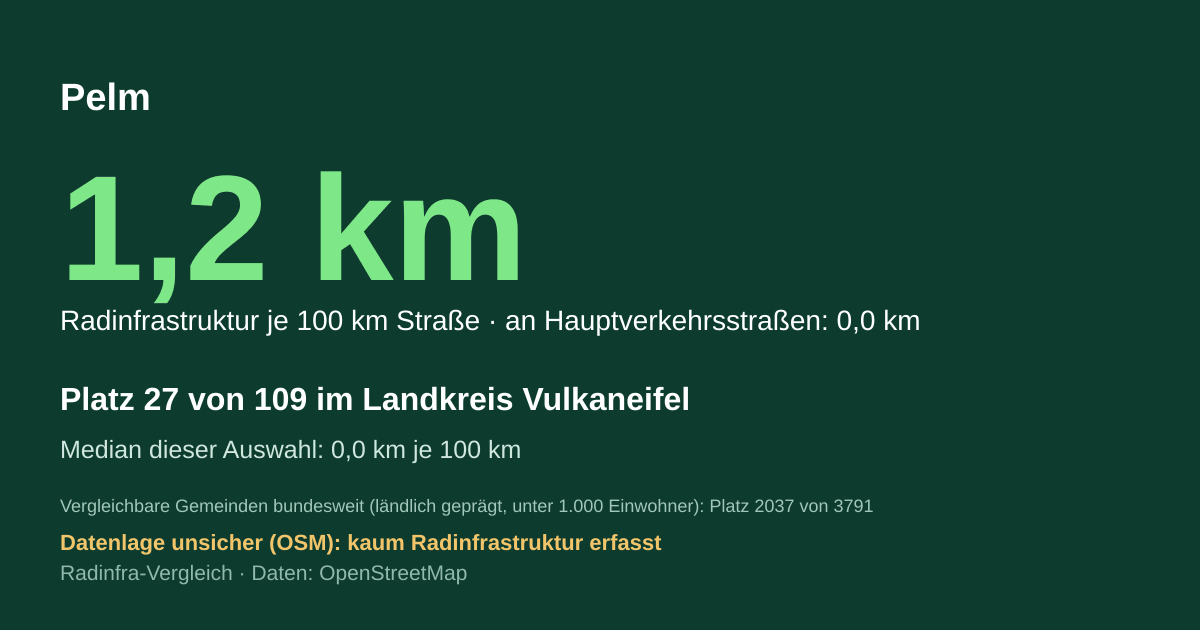 Pelm
1,2 km
Radinfrastruktur je 100 km Straße · an Hauptverkehrsstraßen: 0,0 km
Platz 27 von 109 im Landkreis Vulkaneifel
Median dieser Auswahl: 0,0 km je 100 km
Vergleichbare Gemeinden bundesweit (ländlich geprägt, unter 1.000 Einwohner): Platz 2037 von 3791
Datenlage unsicher (OSM): kaum Radinfrastruktur erfasst
Radinfra-Vergleich · Daten: OpenStreetMap